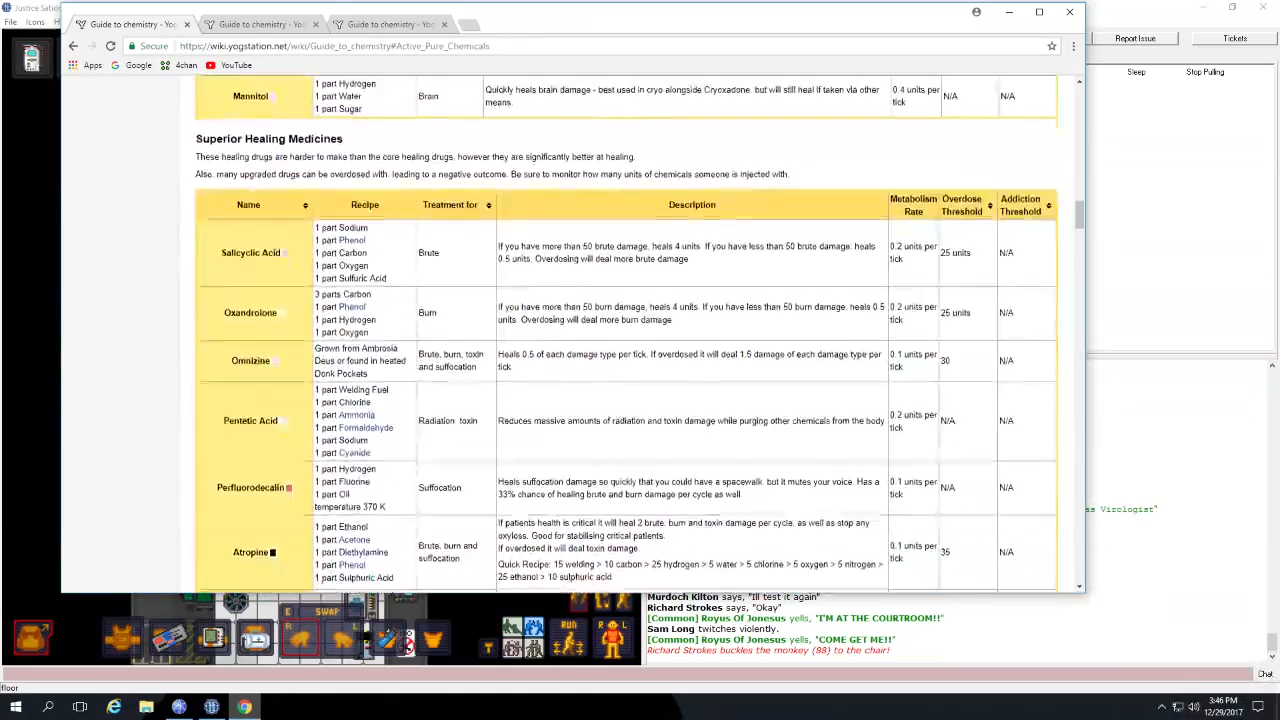 Justice Station
File Icons
Guide to chemistry - Yog
Guide to chemistry - Yog
Guide to chemistry - Yog
Secure https://wiki.yogstation.net/wiki/Guide_to_chemistry#Active_Pure_Chemicals
Apps Google 4chan YouTube
Report Issue Tickets
Sleep Stop Pulling
Mannitol
1 part Hydrogen
1 part Water
1 part Sugar
Brain
Quickly heals brain damage - best used in cryo alongside Cryoxadone, but will still heal if taken via other
means.
0.4 units per
tick
N/A
N/A
Superior Healing Medicines
These healing drugs are harder to make than the core healing drugs, however they are significantly better at healing.
Also, many upgraded drugs can be overdosed with, leading to a negative outcome. Be sure to monitor how many units of chemicals someone is injected with.
Name Recipe Treatment for Description Metabolism Rate Overdose Threshold Addiction Threshold
Salicyclic Acid
1 part Sodium
1 part Phenol
1 part Carbon
1 part Oxygen
1 part Sulfuric Acid
Brute
If you have more than 50 brute damage, heals 4 units. If you have less than 50 brute damage, heals
0.5 units. Overdosing will deal more brute damage
0.2 units per
tick
25 units
N/A
Oxandrolone
3 parts Carbon
1 part Phenol
1 part Hydrogen
1 part Oxygen
Burn
If you have more than 50 burn damage, heals 4 units. If you have less than 50 burn damage, heals 0.5
units. Overdosing will deal more burn damage
0.2 units per
tick
25 units
N/A
Omnizine
Grown from Ambrosia
Deus or found in heated
Donk Pockets
Brute, burn, toxin
and suffocation
Heals 0.5 of each damage type per tick. If overdosed it will deal 1.5 damage of each damage type per
tick
0.1 units per
tick
30
N/A
Pentetic Acid
1 part Welding Fuel
1 part Chlorine
1 part Ammonia
1 part Formaldehyde
1 part Sodium
1 part Cyanide
Radiation toxin
Reduces massive amounts of radiation and toxin damage while purging other chemicals from the body
0.2 units per
tick
N/A
N/A
Perfluorodecalin
1 part Hydrogen
1 part Fluorine
1 part Oil
temperature 370 K
Suffocation
Heals suffocation damage so quickly that you could have a spacewalk, but it mutes your voice. Has a
33% chance of healing brute and burn damage per cycle as well.
0.1 units per
tick
N/A
N/A
Atropine
1 part Ethanol
1 part Acetone
1 part Diethylamine
1 part Phenol
1 part Sulphuric Acid
Brute, burn and
suffocation
If patients health is critical it will heal 2 brute, burn and toxin damage per cycle, as well as stop any
oxyloss. Good for stabilising critical patients.
If overdosed it will deal toxin damage.
Quick Recipe: 15 welding > 10 carbon > 25 hydrogen > 5 water > 5 chlorine > 5 oxygen > 5 nitrogen >
25 ethanol > 10 sulphuric acid
0.1 units per
tick
35
N/A
as Virologist"
Murdoch Kilton says, "Ill test it again"
Richard Strokes says, "Okay"
[Common] Royus Of Jonesus yells, "I'M AT THE COURTROOM!!"
Sam Long twitches violently.
[Common] Royus Of Jonesus yells, "COME GET ME!!"
Richard Strokes buckles the monkey (88) to the chair!
E SWAP
R L
RUN
R L
Chat
floor
3:46 PM
12/29/2017